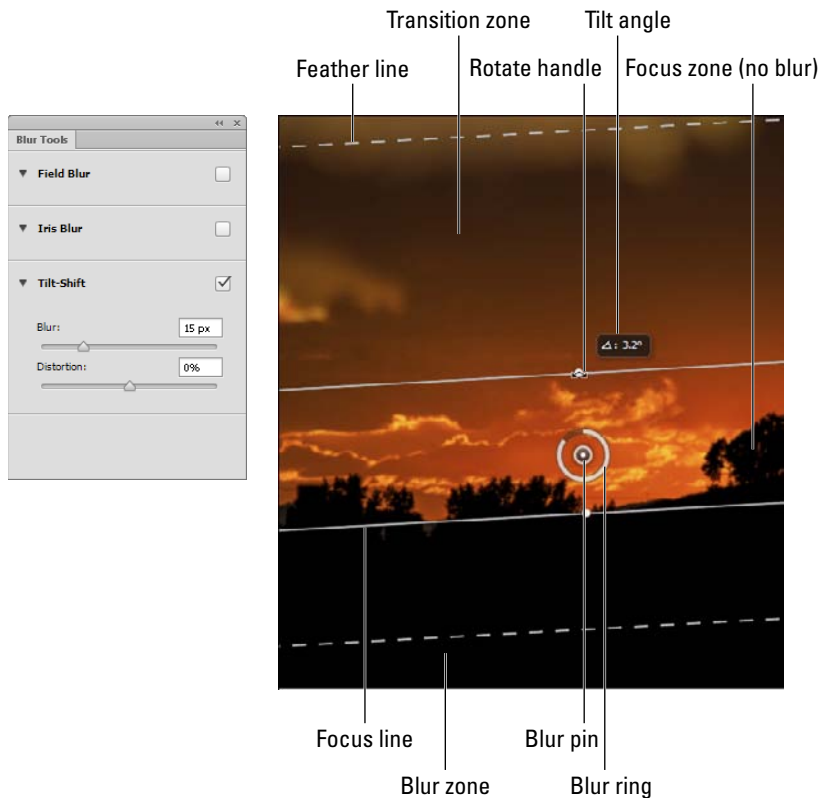 Transition zone
Tilt angle
Feather line
Rotate handle
Focus zone (no blur)
Blur Tools
Field Blur
Iris Blur
Tilt-Shift
Blur:
15 px
Distortion:
0%
∠: 3.2°
Focus line
Blur pin
Blur zone
Blur ring